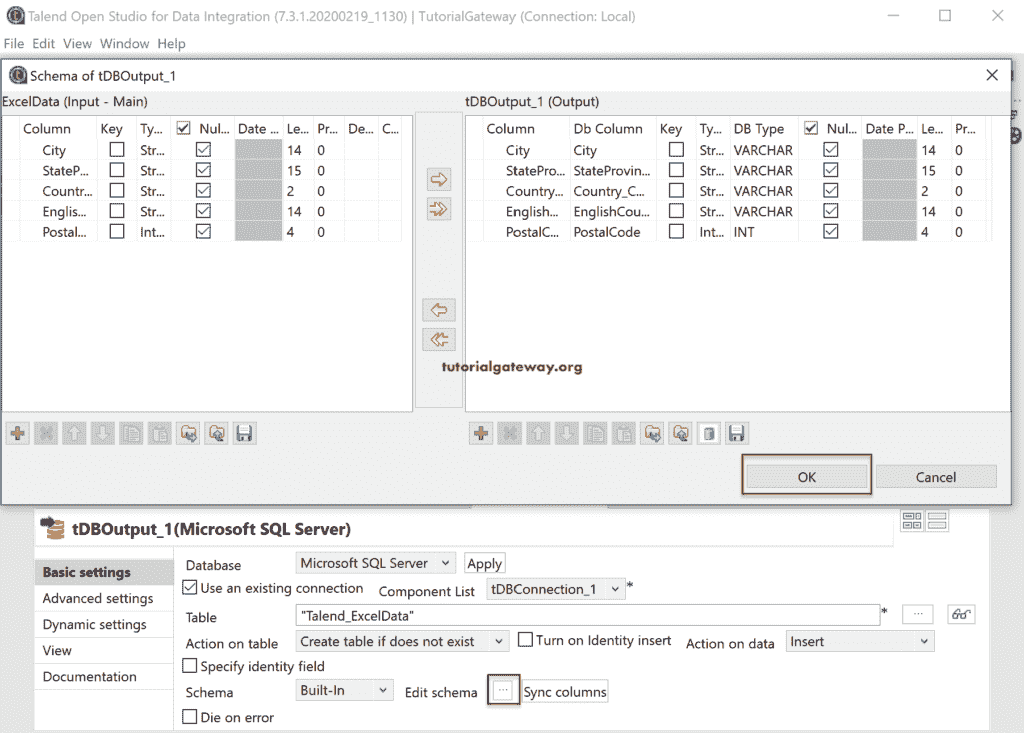 Talend Open Studio for Data Integration (7.3.1.20200219_1130) | TutorialGateway (Connection: Local)
File Edit View Window Help
Schema of tDBOutput_1
ExcelData (Input - Main)
Column Key Ty... Nul... Date ... Le... Pr... De... C...
City Str... 14 0
StateP... Str... 15 0
Countr... Str... 2 0
Englis... Str... 14 0
Postal... Int... 4 0
tDBOutput_1 (Output)
Column Db Column Key Ty... DB Type Nul... Date P... Le... Pr...
City City Str... VARCHAR 14 0
StatePro... StateProvin... Str... VARCHAR 15 0
Country... Country_C... Str... VARCHAR 2 0
English... EnglishCou... Str... VARCHAR 14 0
PostalC... PostalCode Int... INT 4 0
tutorialgateway.org
OK Cancel
tDBOutput_1(Microsoft SQL Server)
Basic settings
Advanced settings
Dynamic settings
View
Documentation
Database Microsoft SQL Server Apply
Use an existing connection Component List tDBConnection_1 *
Table "Talend_ExcelData" * ...
Action on table Create table if does not exist Turn on Identity insert Action on data Insert
Specify identity field
Schema Built-In Edit schema ... Sync columns
Die on error